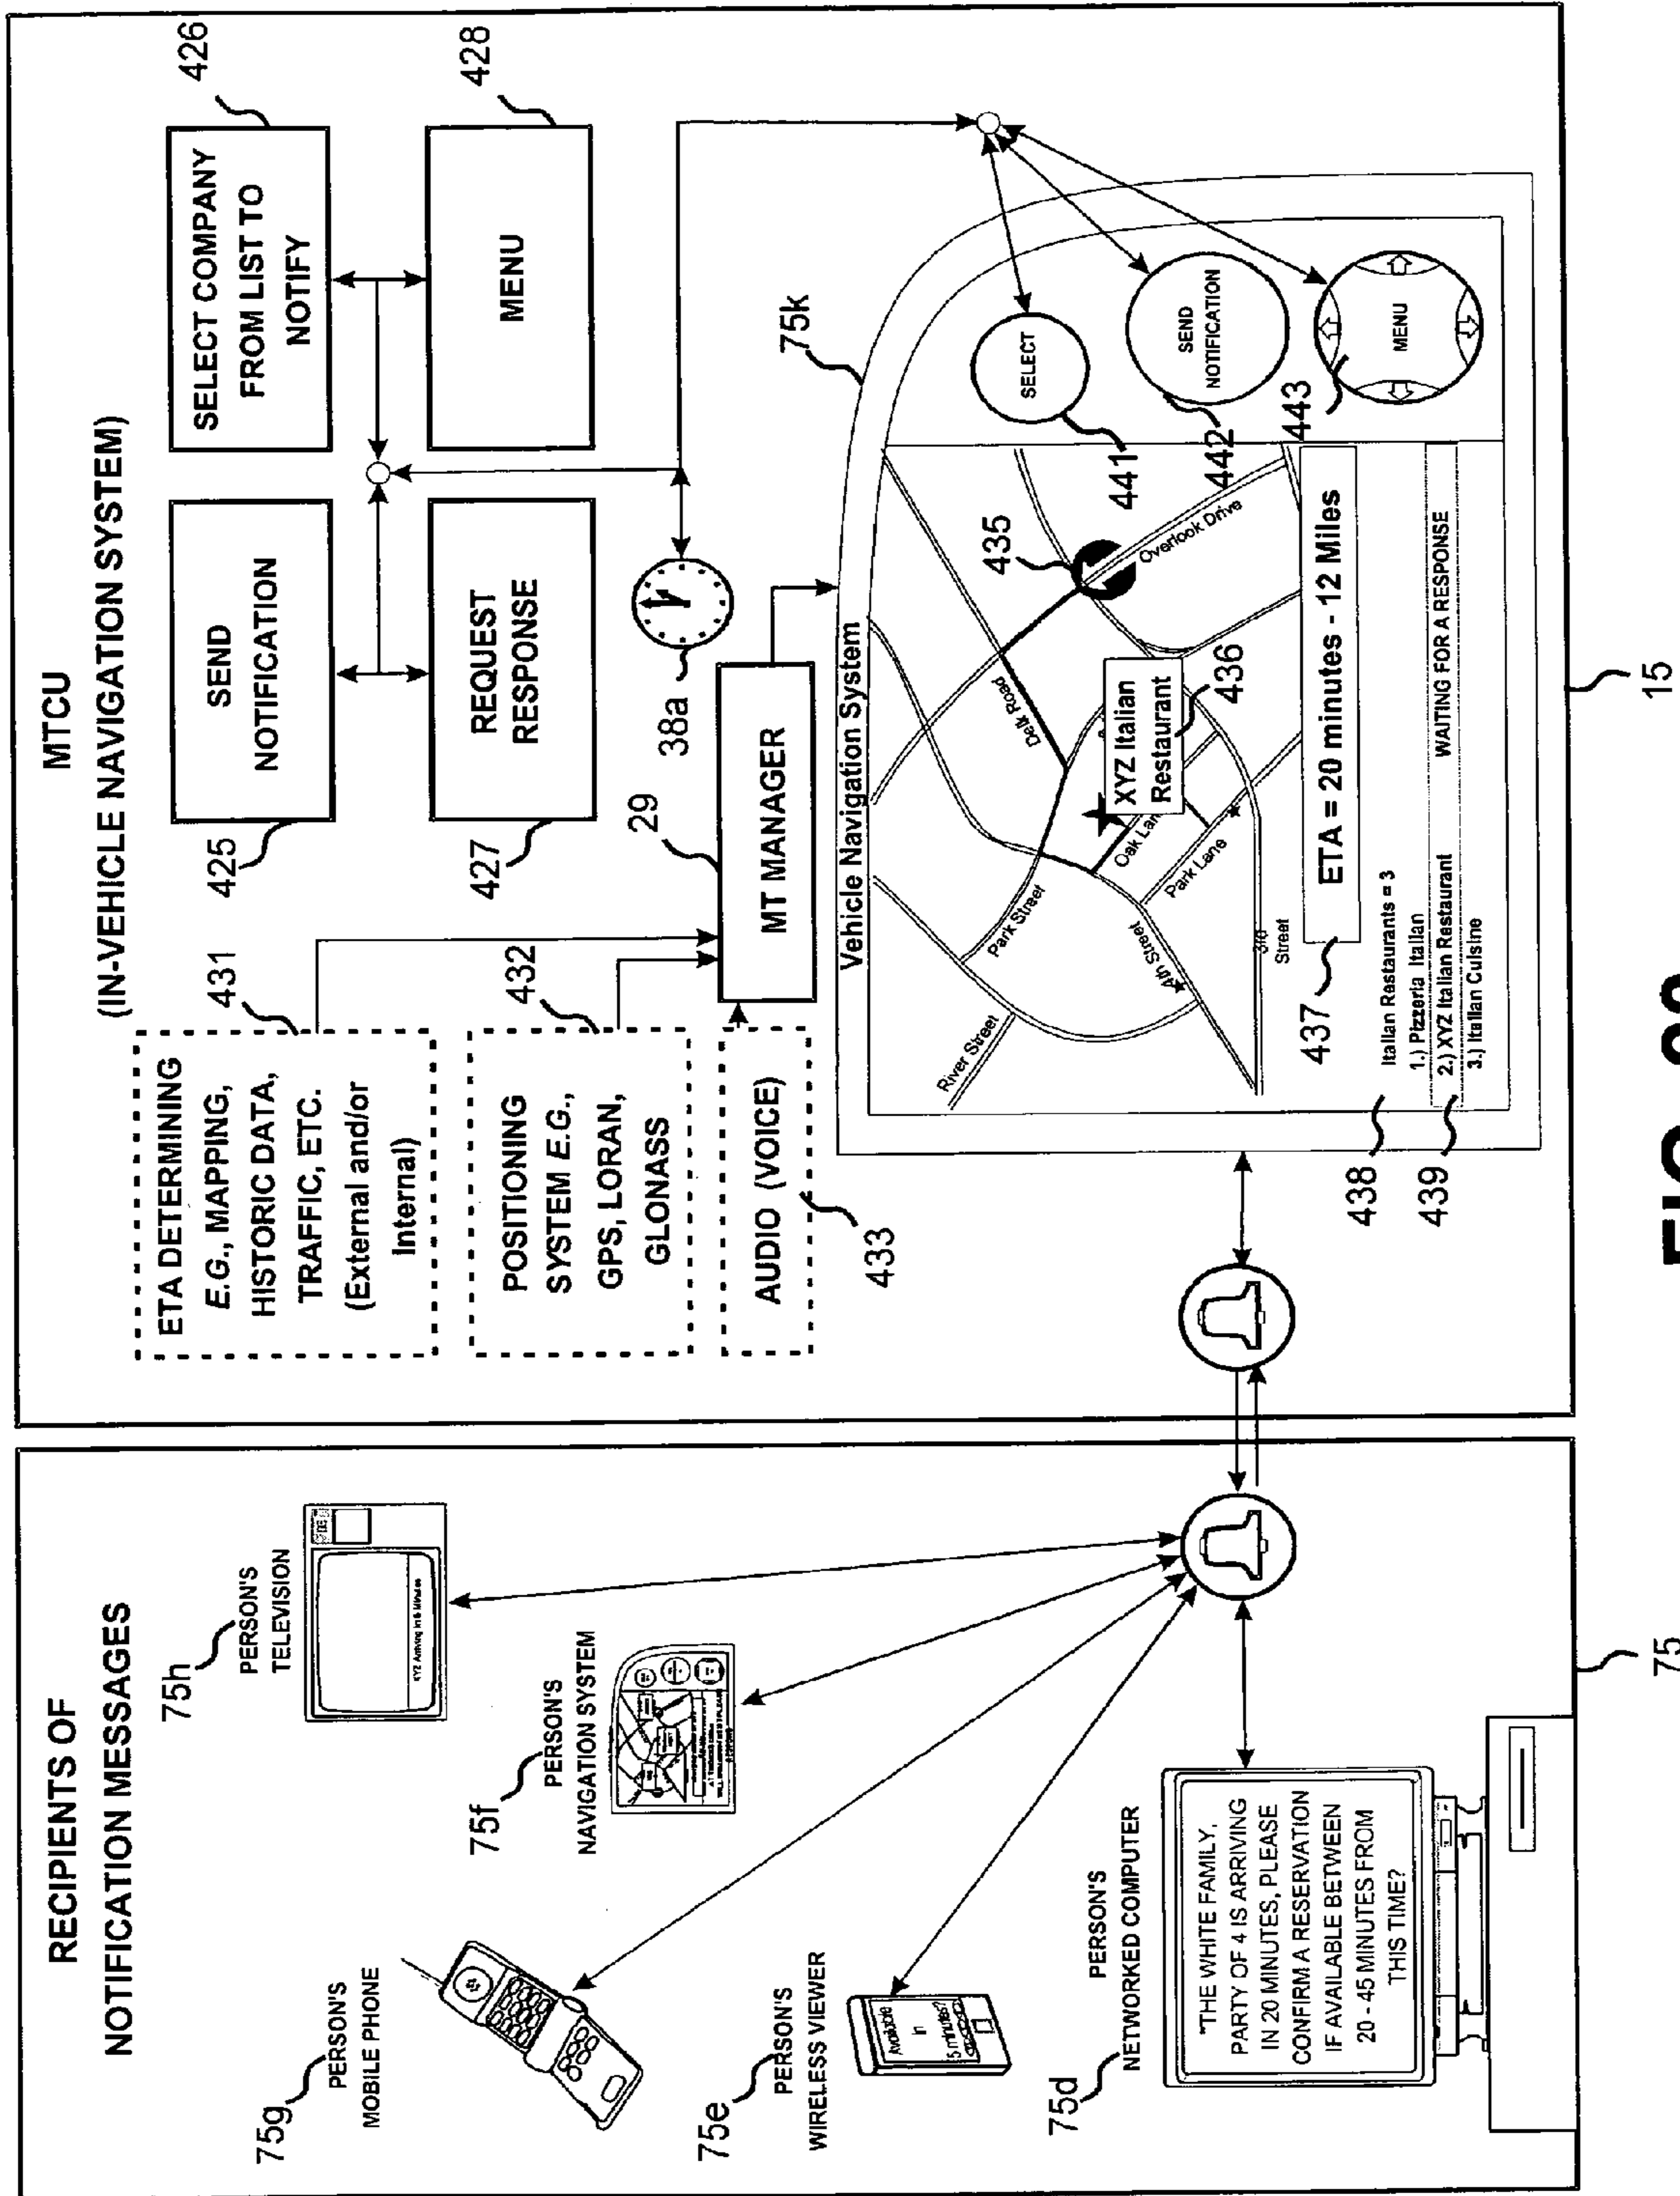 RECIPIENTS OF
NOTIFICATION MESSAGES
75g
PERSON'S
MOBILE PHONE
75h
PERSON'S
TELEVISION
XYZ Arriving in 5 Minutes
75f
PERSON'S
NAVIGATION SYSTEM
75e
PERSON'S
WIRELESS VIEWER
Available
in
5 minutes?
75d
PERSON'S
NETWORKED COMPUTER
"THE WHITE FAMILY,
PARTY OF 4 IS ARRIVING
IN 20 MINUTES, PLEASE
CONFIRM A RESERVATION
IF AVAILABLE BETWEEN
20 - 45 MINUTES FROM
THIS TIME?
75
MTCU
(IN-VEHICLE NAVIGATION SYSTEM)
ETA DETERMINING
E.G., MAPPING,
HISTORIC DATA,
TRAFFIC, ETC.
(External and/or
Internal)
431
POSITIONING
SYSTEM E.G.,
GPS, LORAN,
GLONASS
432
AUDIO (VOICE)
433
SEND
NOTIFICATION
425
SELECT COMPANY
FROM LIST TO
NOTIFY
426
REQUEST
RESPONSE
427
MENU
428
38a
MT MANAGER
29
75k
Vehicle Navigation System
River Street
Park Street
Delk Road
Overlook Drive
435
XYZ Italian
Restaurant
436
Oak Lan
Park Lane
4th Street
3rd
Street
SELECT
441
SEND
NOTIFICATION
442
MENU
443
437
ETA = 20 minutes - 12 Miles
438
Italian Restaurants = 3
1.) Pizzeria Italian
439
2.) XYZ Italian Restaurant WAITING FOR A RESPONSE
3.) Italian Cuisine
15